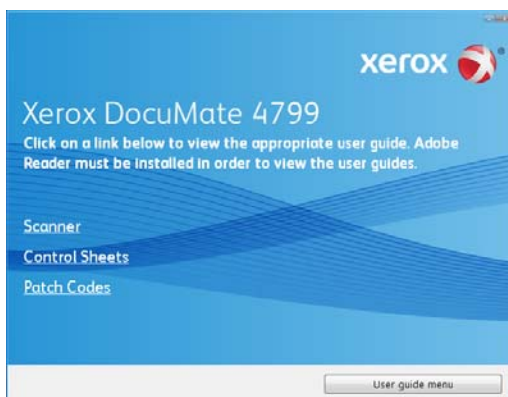 xerox
Xerox DocuMate 4799
Click on a link below to view the appropriate user guide. Adobe
Reader must be installed in order to view the user guides.
Scanner
Control Sheets
Patch Codes
User guide menu